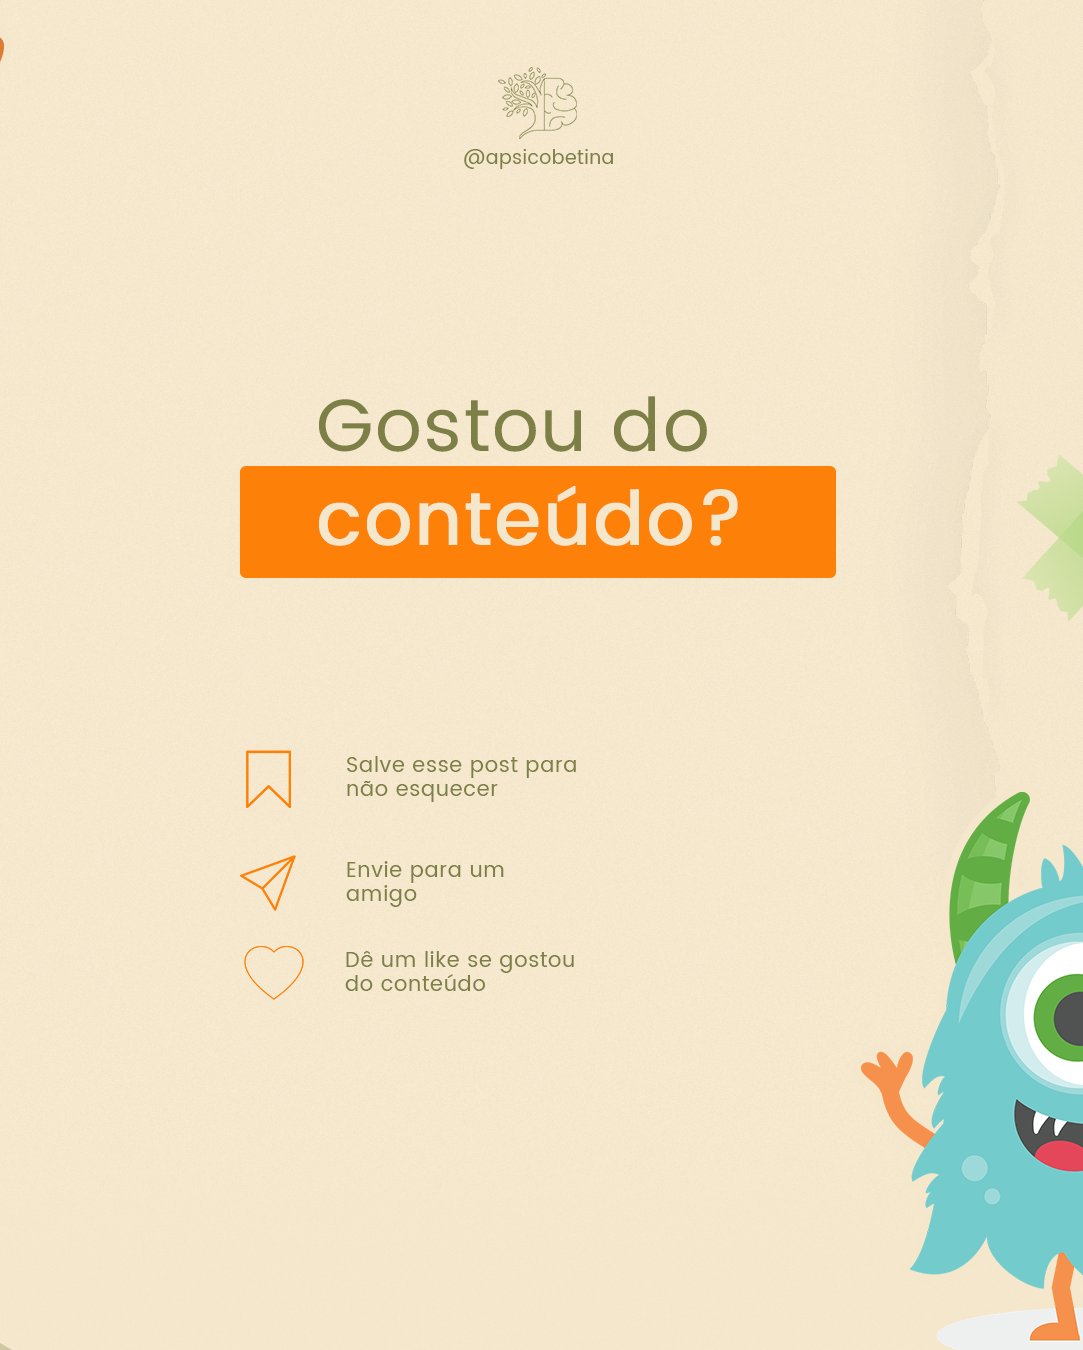 @apsicobetina
Gostou do
conteúdo?
Salve esse post para
não esquecer
Envie para um
amigo
Dê um like se gostou
do conteúdo